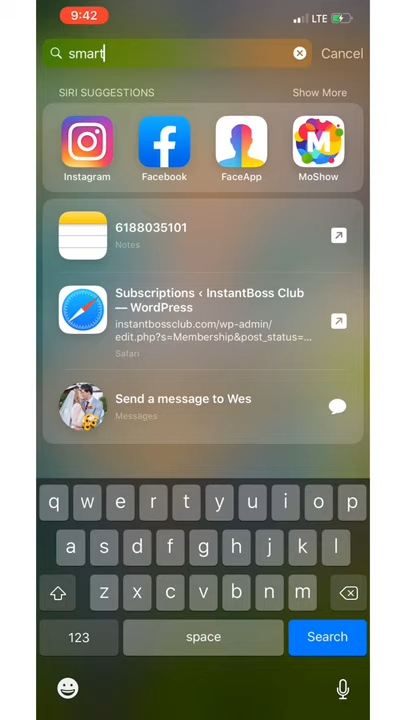 9:42
LTE
smart
Cancel
SIRI SUGGESTIONS
Show More
Instagram
Facebook
FaceApp
M
MoShow
6188035101
Notes
Subscriptions ‹ InstantBoss Club
— WordPress
instantbossclub.com/wp-admin/
edit.php?s=Membership&post_status=...
Safari
Send a message to Wes
Messages
q w e r t y u i o p
a s d f g h j k l
z x c v b n m
123 space Search